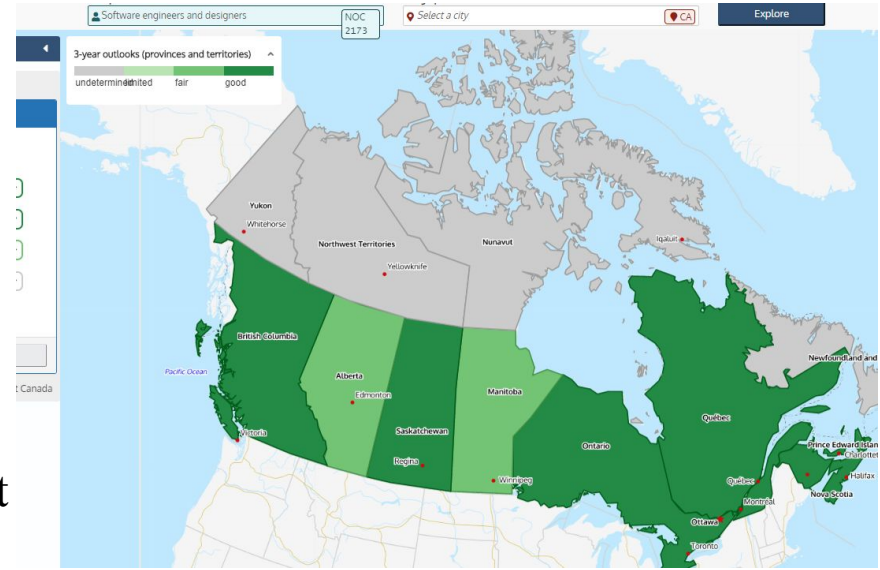 Software engineers and designers
NOC
2173
Select a city
CA
Explore
3-year outlooks (provinces and territories)
undetermined limited fair good
t Canada
t
Yukon
Whitehorse
Northwest Territories
Yellowknife
Nunavut
Iqaluit
British Columbia
Pacific Ocean
Victoria
Alberta
Edmonton
Saskatchewan
Regina
Manitoba
Winnipeg
Ontario
Québec
Newfoundland and
Prince Edward Islan
Charlottet
Halifax
Nova Scotia
Québec
Montréal
Ottawa
Toronto